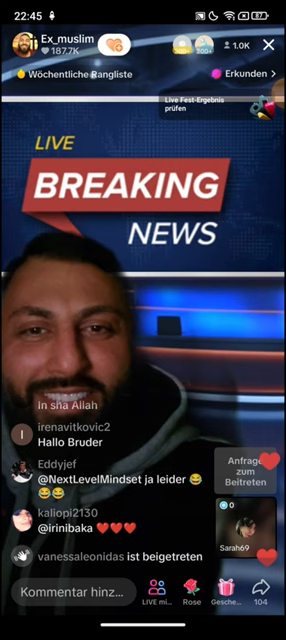 22:45
87
Ex_muslim
187.7K
1.0K
Wöchentliche Rangliste
Erkunden >
Live Fest-Ergebnis
prüfen
LIVE
BREAKING
NEWS
In sha Allah
I
irenavitkovic2
Hallo Bruder
Eddyjef
@NextLevelMindset ja leider 😂
😂😂
kaliopi2130
@irinibaka ❤️❤️❤️
vanessaleonidas ist beigetreten
Anfrage
zum
Beitreten
0
Sarah69
Kommentar hinz...
LIVE mi...
Rose
Gesche...
104